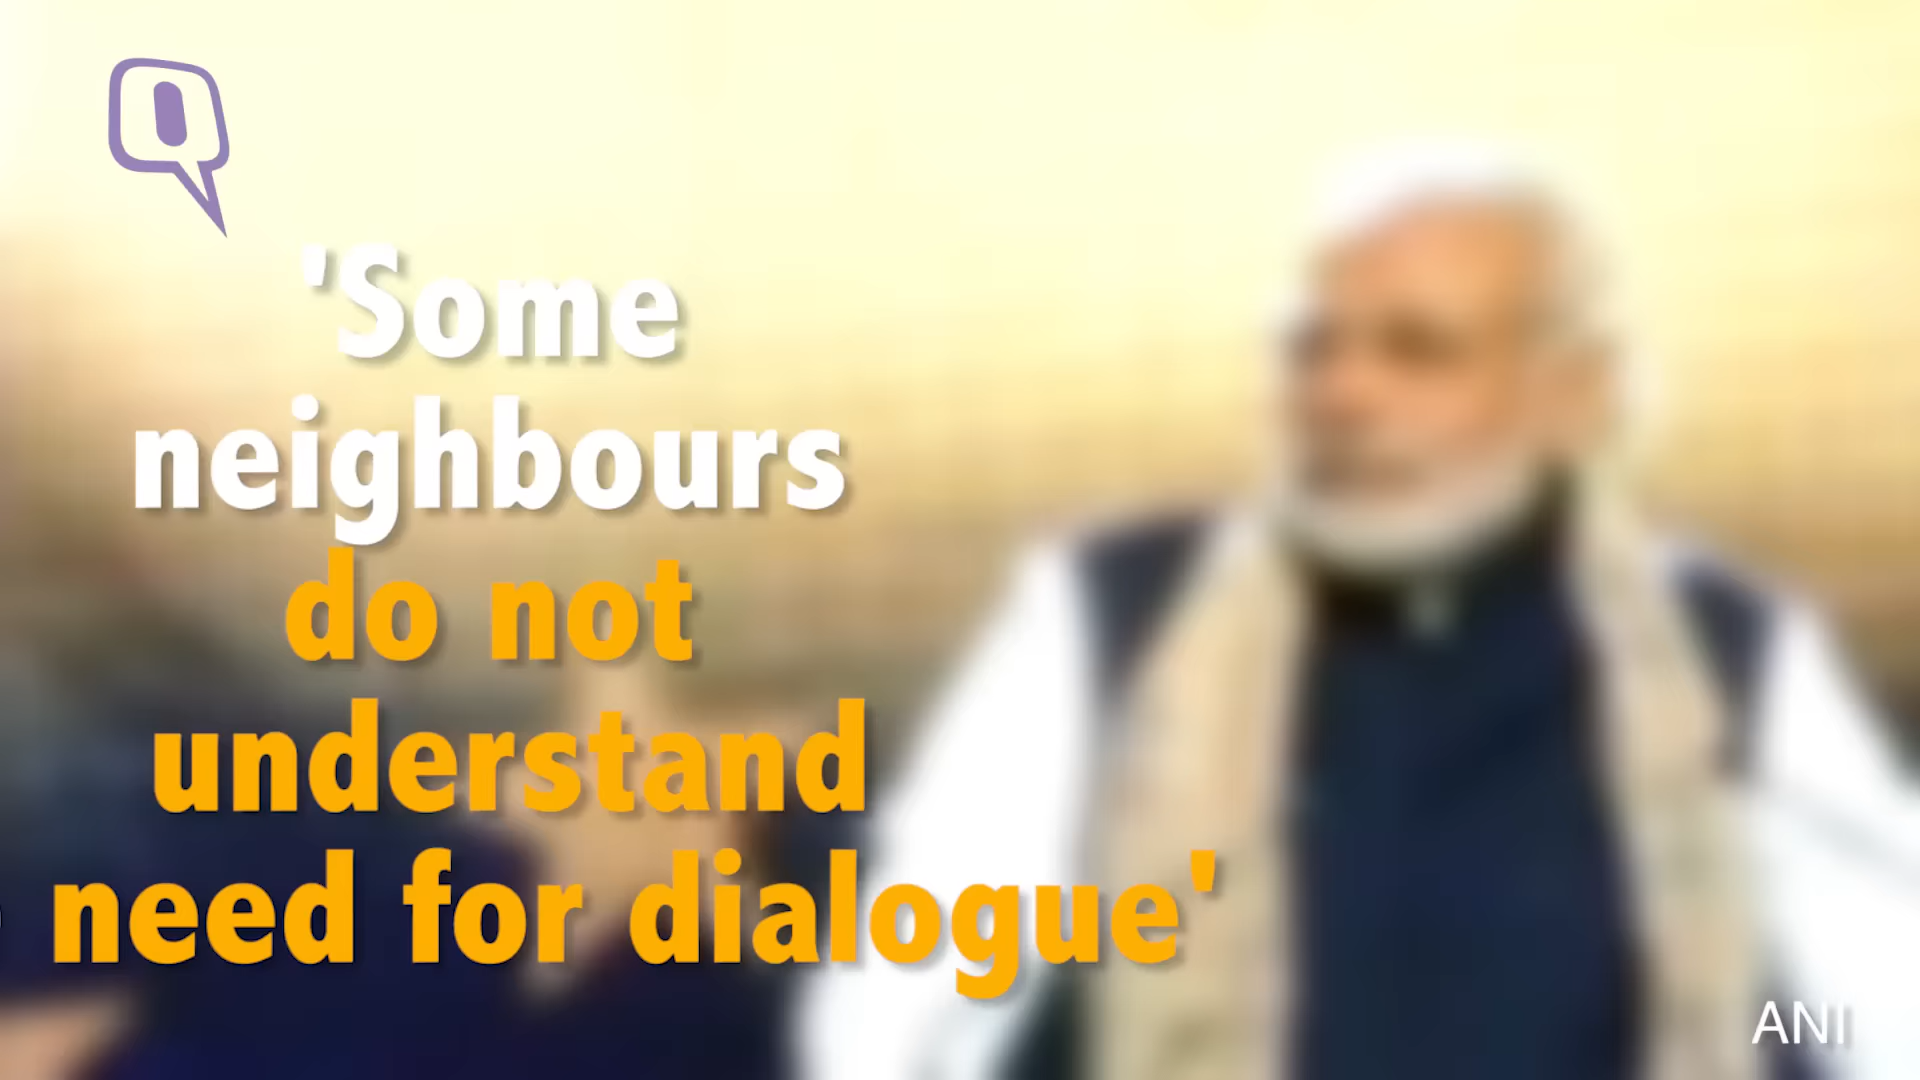 'Some
neighbours
do not
understand
need for dialogue'
ANI